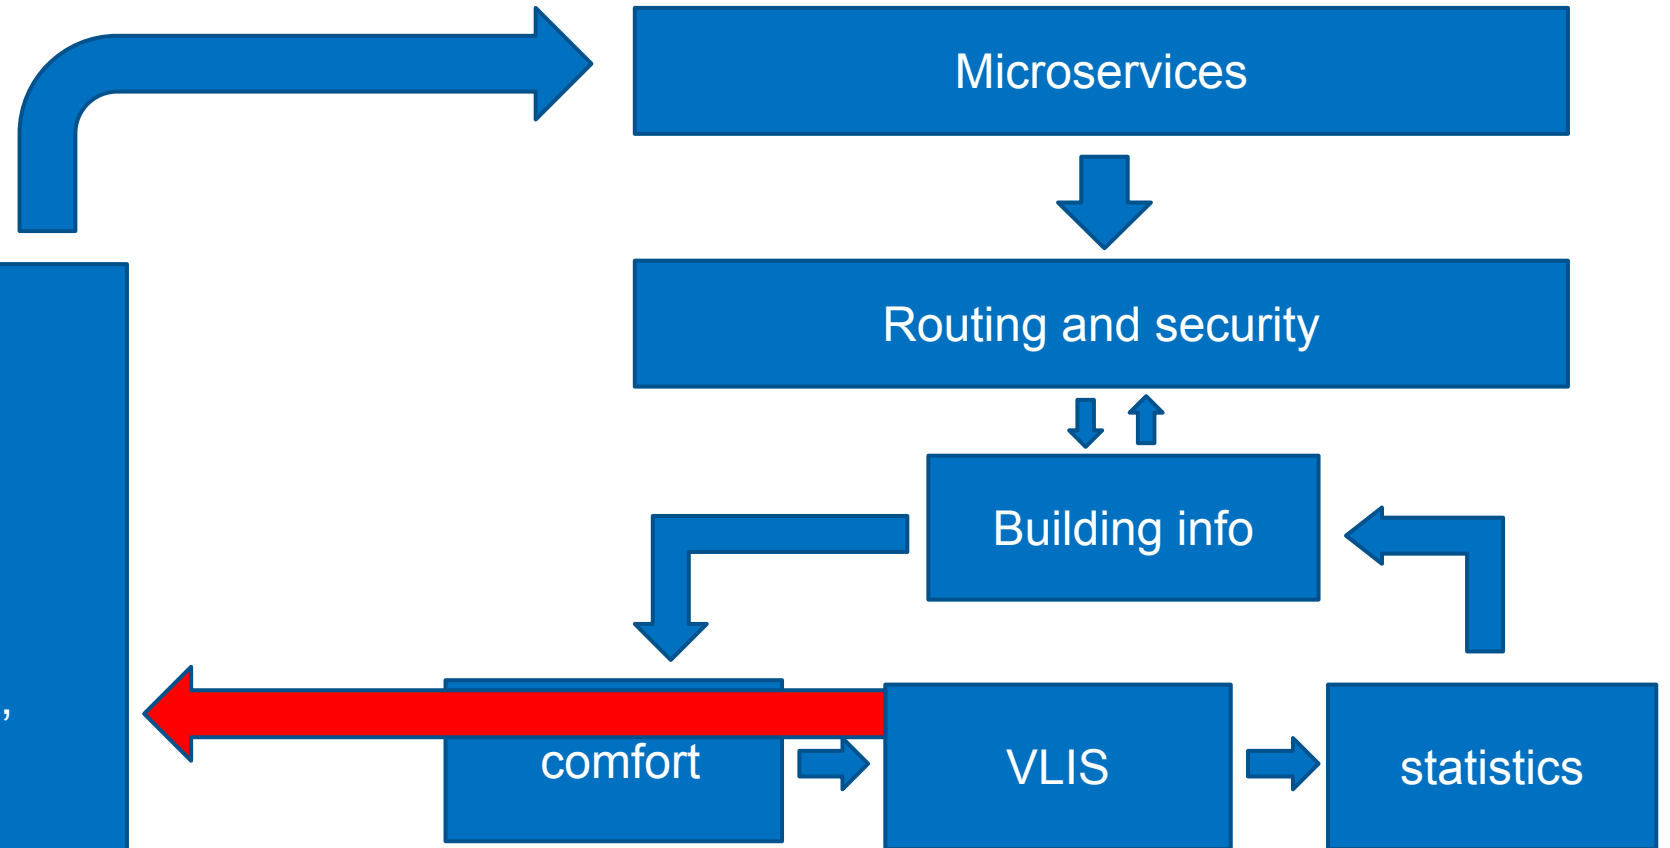 Microservices
Routing and security
Building info
,
comfort
VLIS
statistics